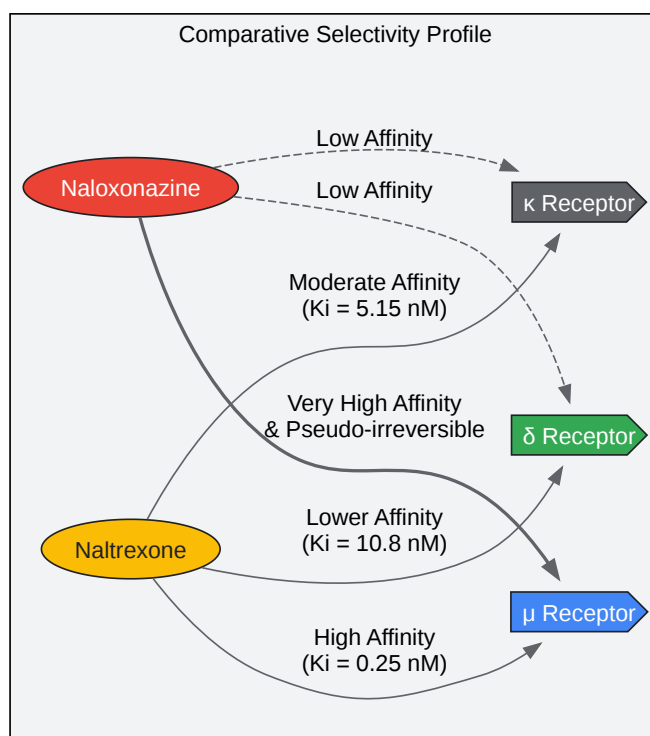 Comparative Selectivity Profile
Low Affinity
Naloxonazine
Low Affinity
κ Receptor
Moderate Affinity
(Ki = 5.15 nM)
Very High Affinity
& Pseudo-irreversible
δ Receptor
Lower Affinity
(Ki = 10.8 nM)
Naltrexone
μ Receptor
High Affinity
(Ki = 0.25 nM)